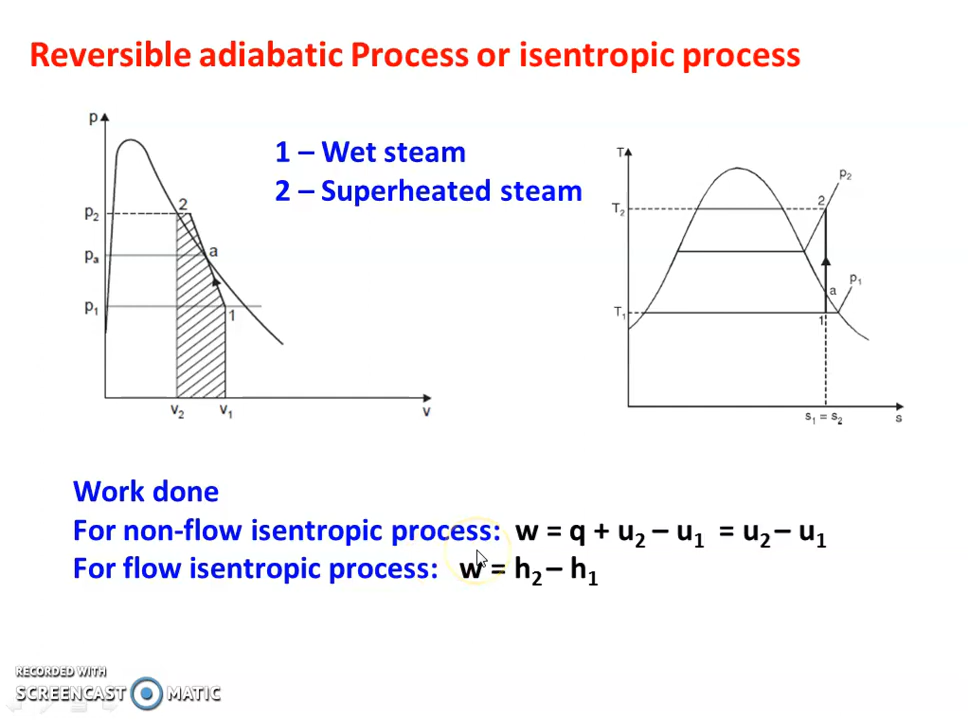 Reversible adiabatic Process or isentropic process
p
p₂
pₐ
p₁
2
a
1
v₂
v₁
v
1 – Wet steam
2 – Superheated steam
T
T₂
T₁
p₂
2
p₁
a
1
s₁ = s₂
s
Work done
For non-flow isentropic process: w = q + u₂ – u₁ = u₂ – u₁
For flow isentropic process: w = h₂ – h₁
RECORDED WITH
SCREENCAST MATIC